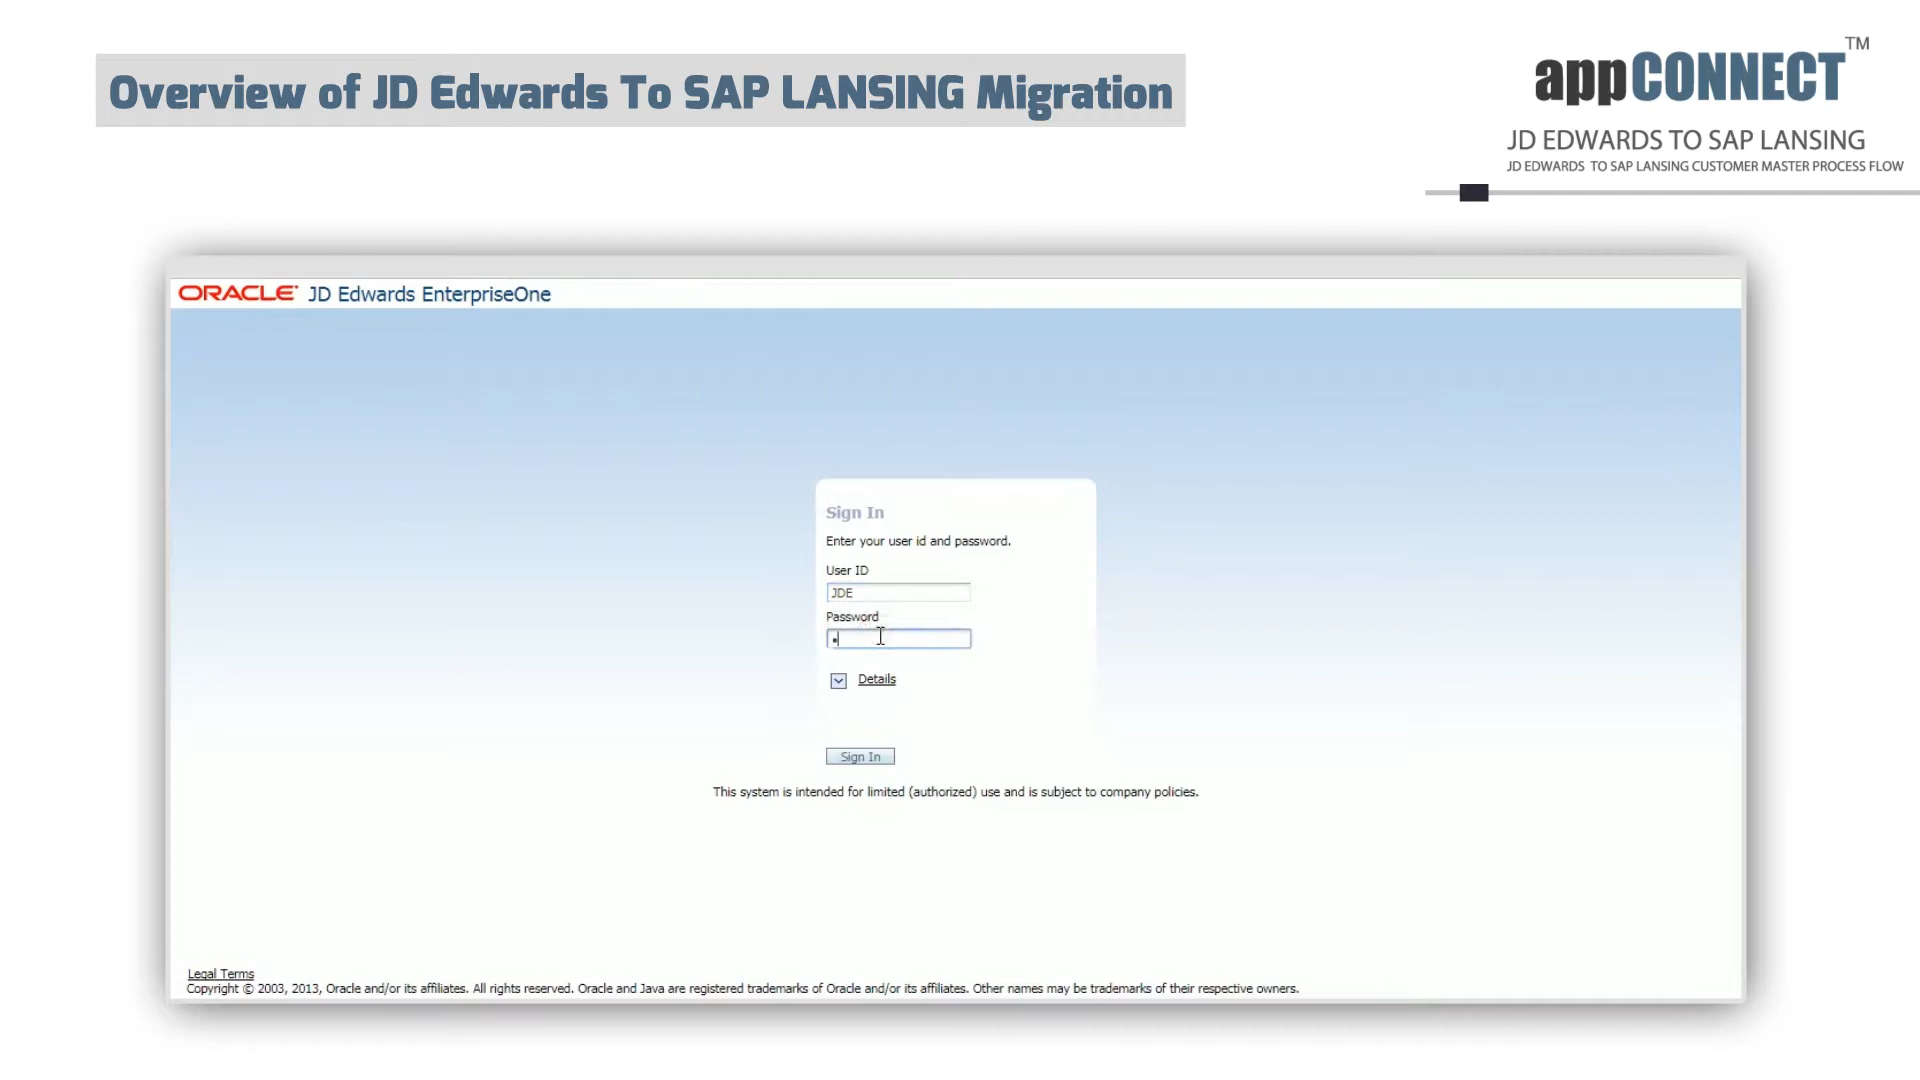 Overview of JD Edwards To SAP LANSING Migration
appCONNECT™
JD EDWARDS TO SAP LANSING
JD EDWARDS TO SAP LANSING CUSTOMER MASTER PROCESS FLOW
ORACLE® JD Edwards EnterpriseOne
Sign In
Enter your user id and password.
User ID
JDE
Password
Details
Sign In
This system is intended for limited (authorized) use and is subject to company policies.
Legal Terms
Copyright © 2003, 2013, Oracle and/or its affiliates. All rights reserved. Oracle and Java are registered trademarks of Oracle and/or its affiliates. Other names may be trademarks of their respective owners.